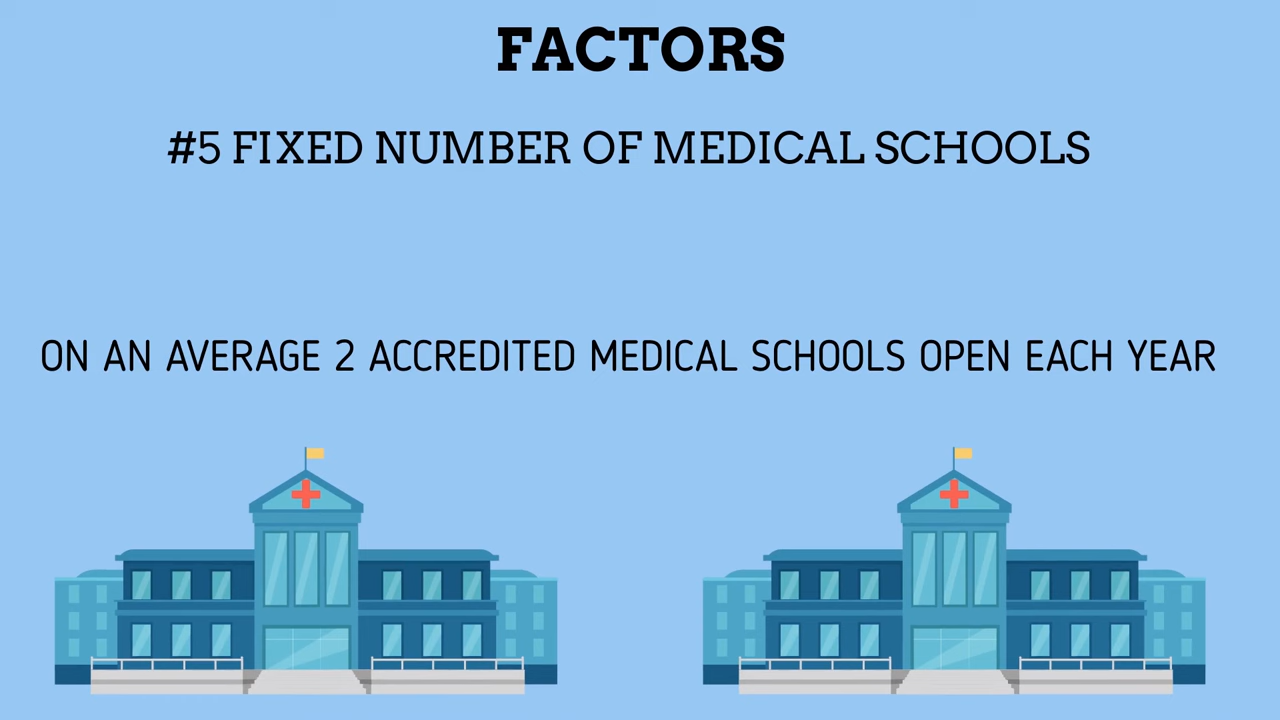 FACTORS
#5 FIXED NUMBER OF MEDICAL SCHOOLS
ON AN AVERAGE 2 ACCREDITED MEDICAL SCHOOLS OPEN EACH YEAR